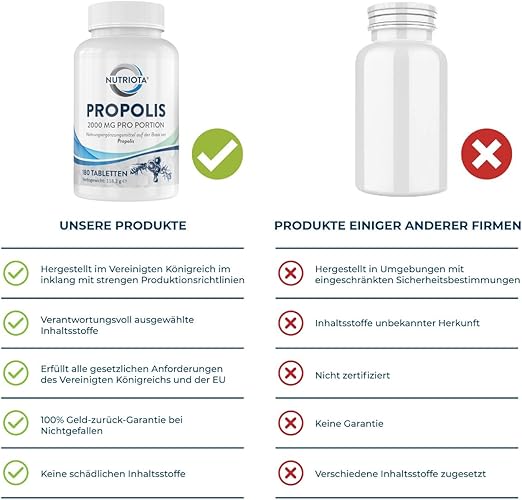 NUTRIOTA
PROPOLIS
2000 MG PRO PORTION
Nahrungsergänzungsmittel auf der Basis von
Propolis
180 TABLETTEN
Nettogewicht: 118,2 g ℮
UNSERE PRODUKTE
PRODUKTE EINIGER ANDERER FIRMEN
Hergestellt im Vereinigten Königreich im
inklang mit strengen Produktionsrichtlinien
Hergestellt in Umgebungen mit
eingeschränkten Sicherheitsbestimmungen
Verantwortungsvoll ausgewählte
Inhaltsstoffe
Inhaltsstoffe unbekannter Herkunft
Erfüllt alle gesetzlichen Anforderungen
des Vereinigten Königreichs und der EU
Nicht zertifiziert
100% Geld-zurück-Garantie bei
Nichtgefallen
Keine Garantie
Keine schädlichen Inhaltsstoffe
Verschiedene Inhaltsstoffe zugesetzt